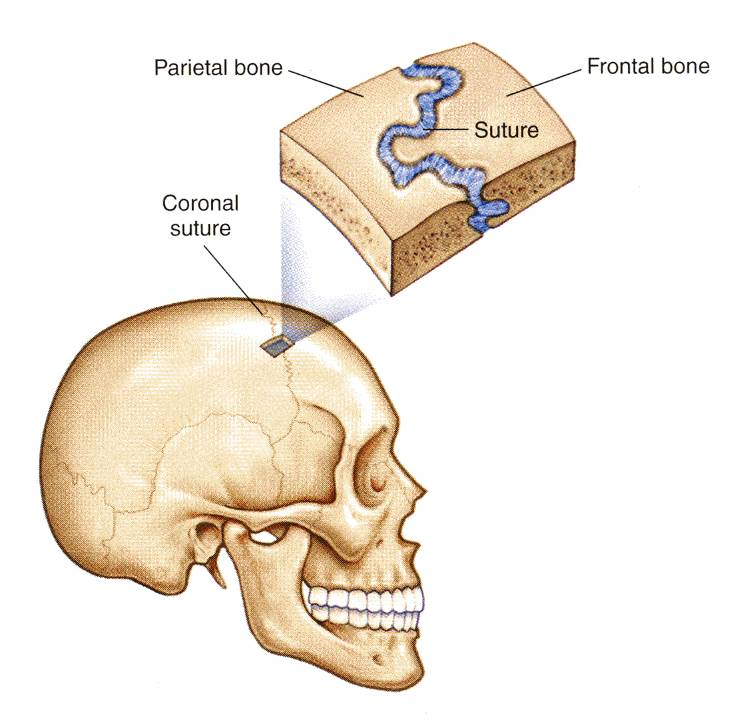 Parietal bone
Frontal bone
Suture
Coronal
suture